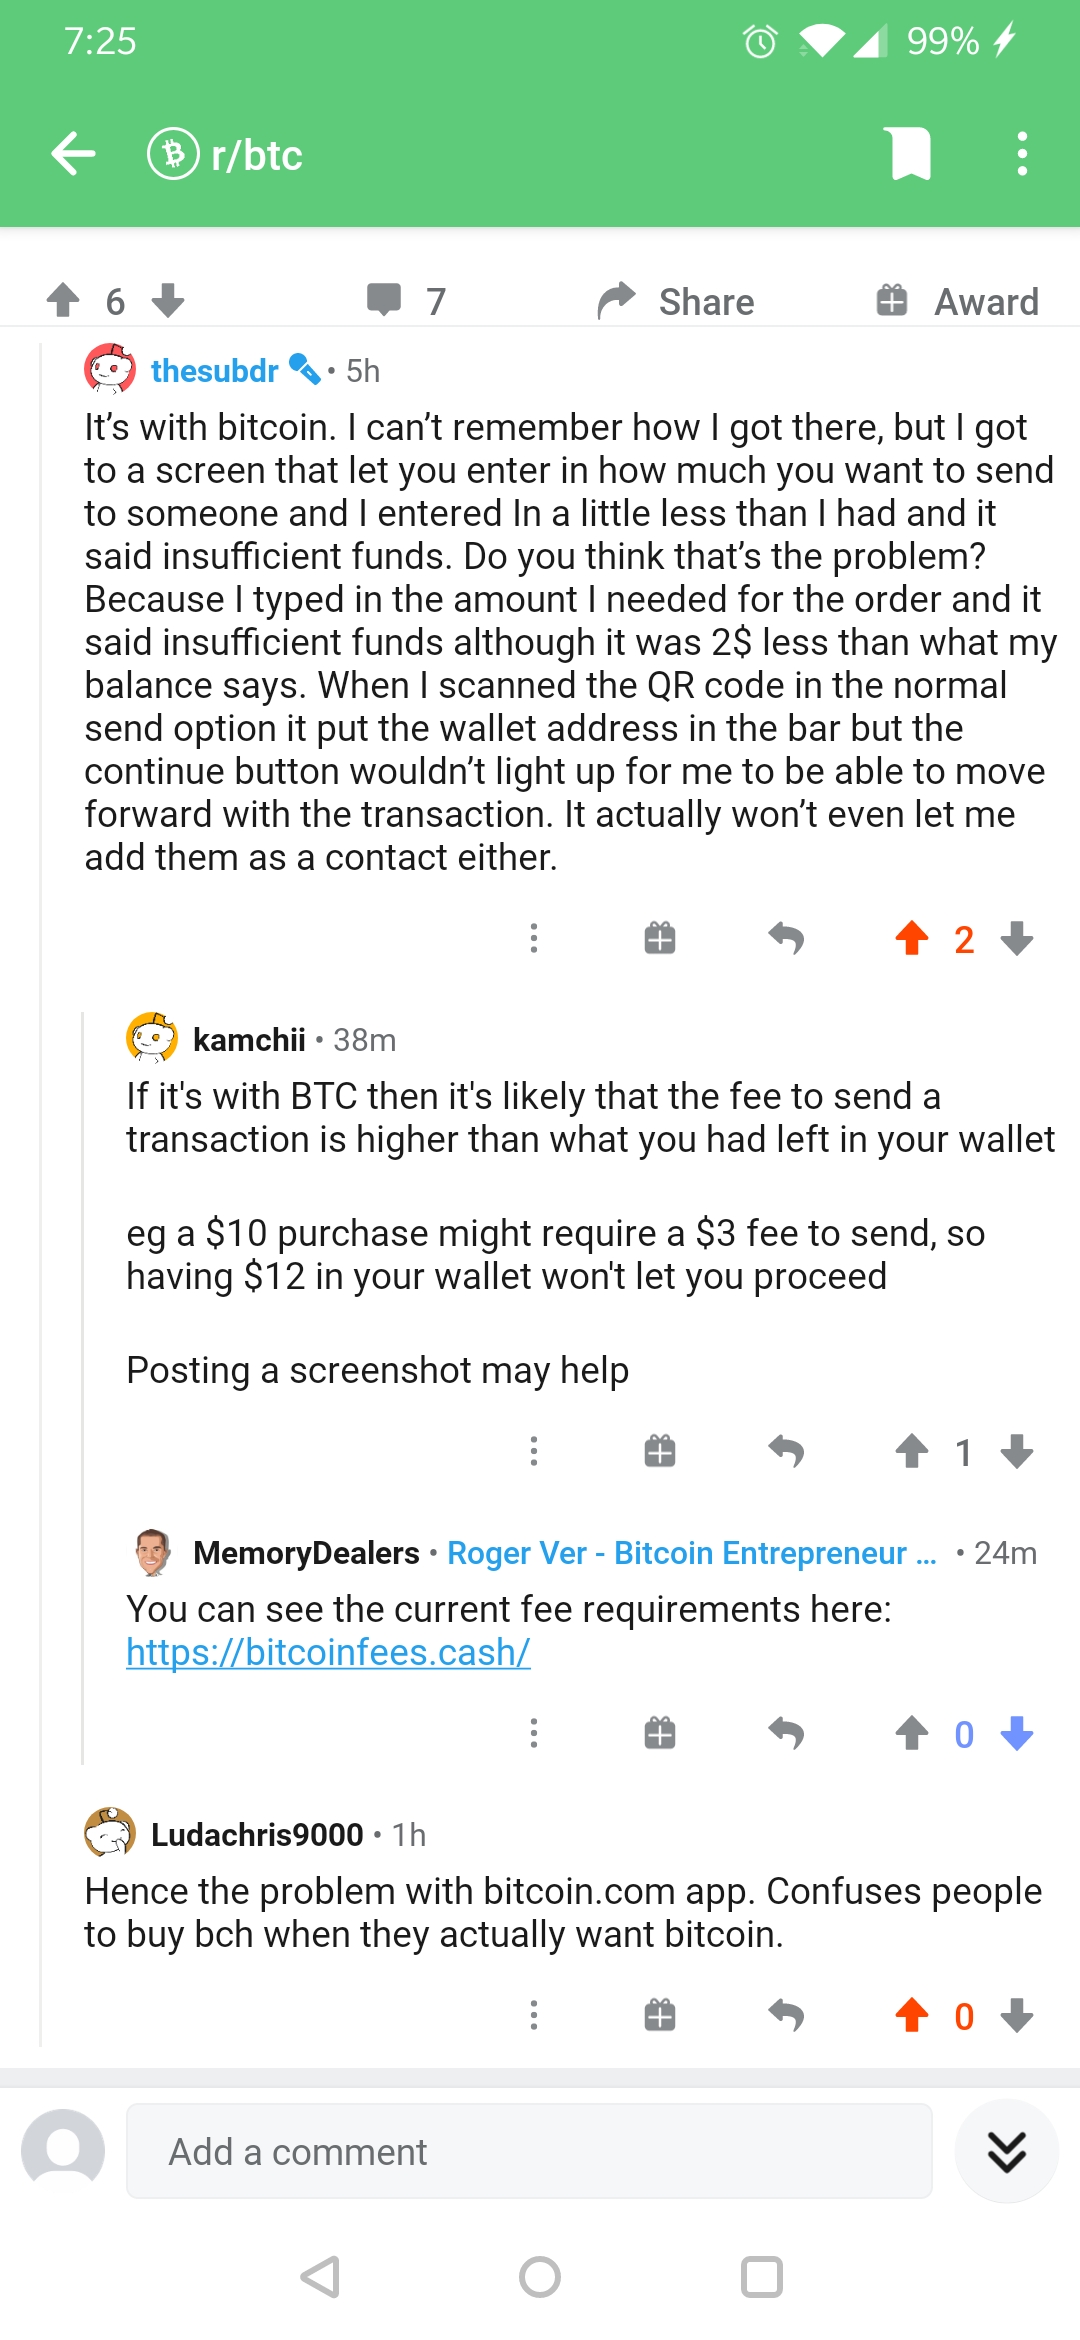 7:25
99%
r/btc
6
7
Share
Award
thesubdr • 5h
It’s with bitcoin. I can’t remember how I got there, but I got
to a screen that let you enter in how much you want to send
to someone and I entered In a little less than I had and it
said insufficient funds. Do you think that’s the problem?
Because I typed in the amount I needed for the order and it
said insufficient funds although it was 2$ less than what my
balance says. When I scanned the QR code in the normal
send option it put the wallet address in the bar but the
continue button wouldn’t light up for me to be able to move
forward with the transaction. It actually won’t even let me
add them as a contact either.
2
kamchii • 38m
If it's with BTC then it's likely that the fee to send a
transaction is higher than what you had left in your wallet
eg a $10 purchase might require a $3 fee to send, so
having $12 in your wallet won't let you proceed
Posting a screenshot may help
1
MemoryDealers • Roger Ver - Bitcoin Entrepreneur ... • 24m
You can see the current fee requirements here:
https://bitcoinfees.cash/
0
Ludachris9000 • 1h
Hence the problem with bitcoin.com app. Confuses people
to buy bch when they actually want bitcoin.
0
Add a comment